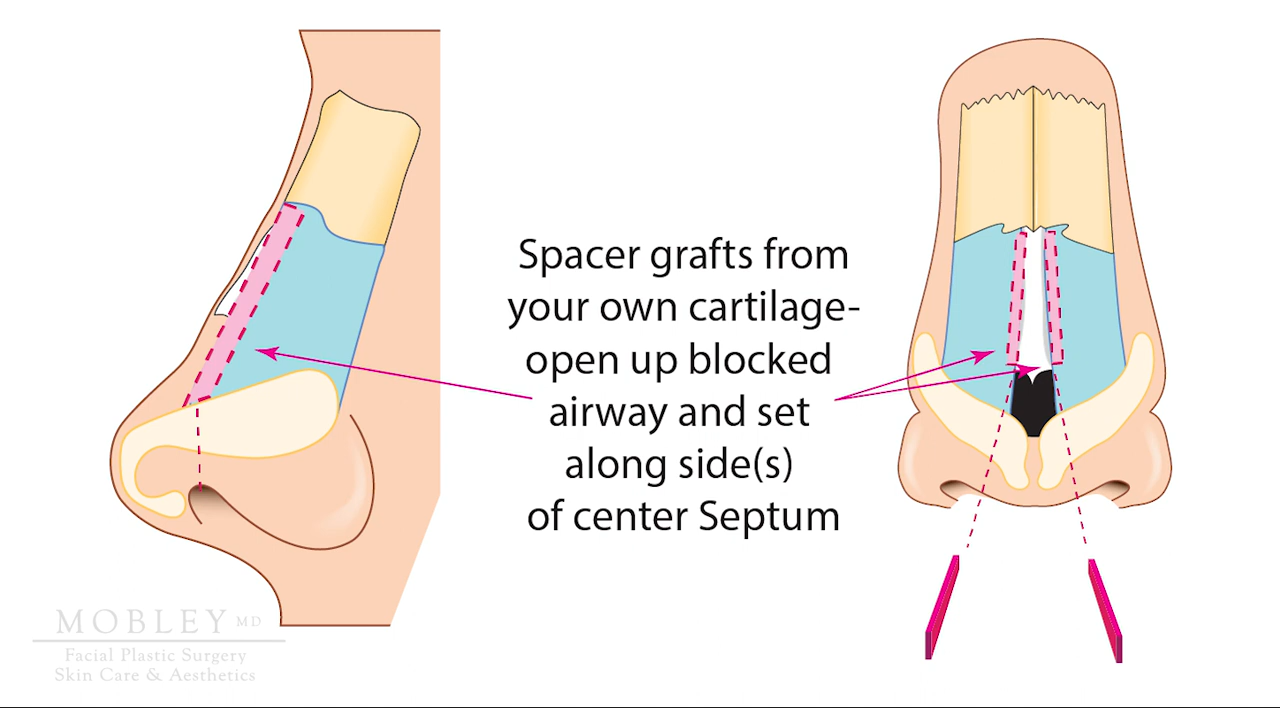 Spacer grafts from
your own cartilage-
open up blocked
airway and set
along side(s)
of center Septum
MOBLEY MD
Facial Plastic Surgery
Skin Care & Aesthetics